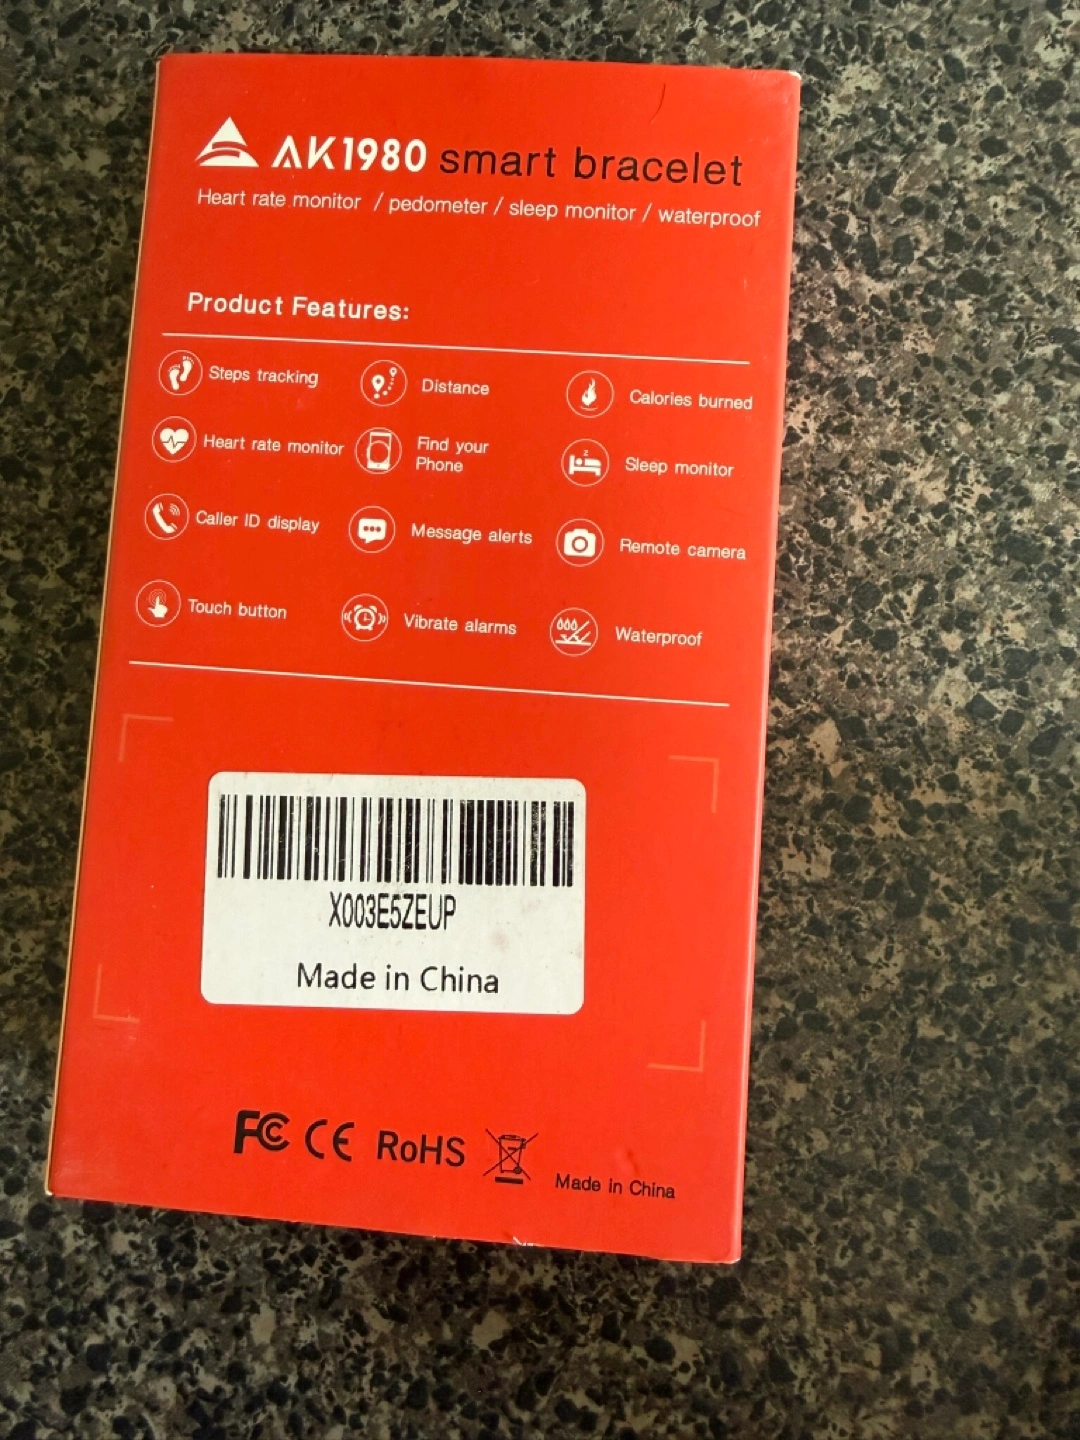 AK1980 smart bracelet
Heart rate monitor / pedometer / sleep monitor / waterproof
Product Features:
Steps tracking
Distance
Calories burned
Heart rate monitor
Find your
Phone
Sleep monitor
Caller ID display
Message alerts
Remote camera
Touch button
Vibrate alarms
Waterproof
X003E5ZEUP
Made in China
FC CE RoHS Made in China